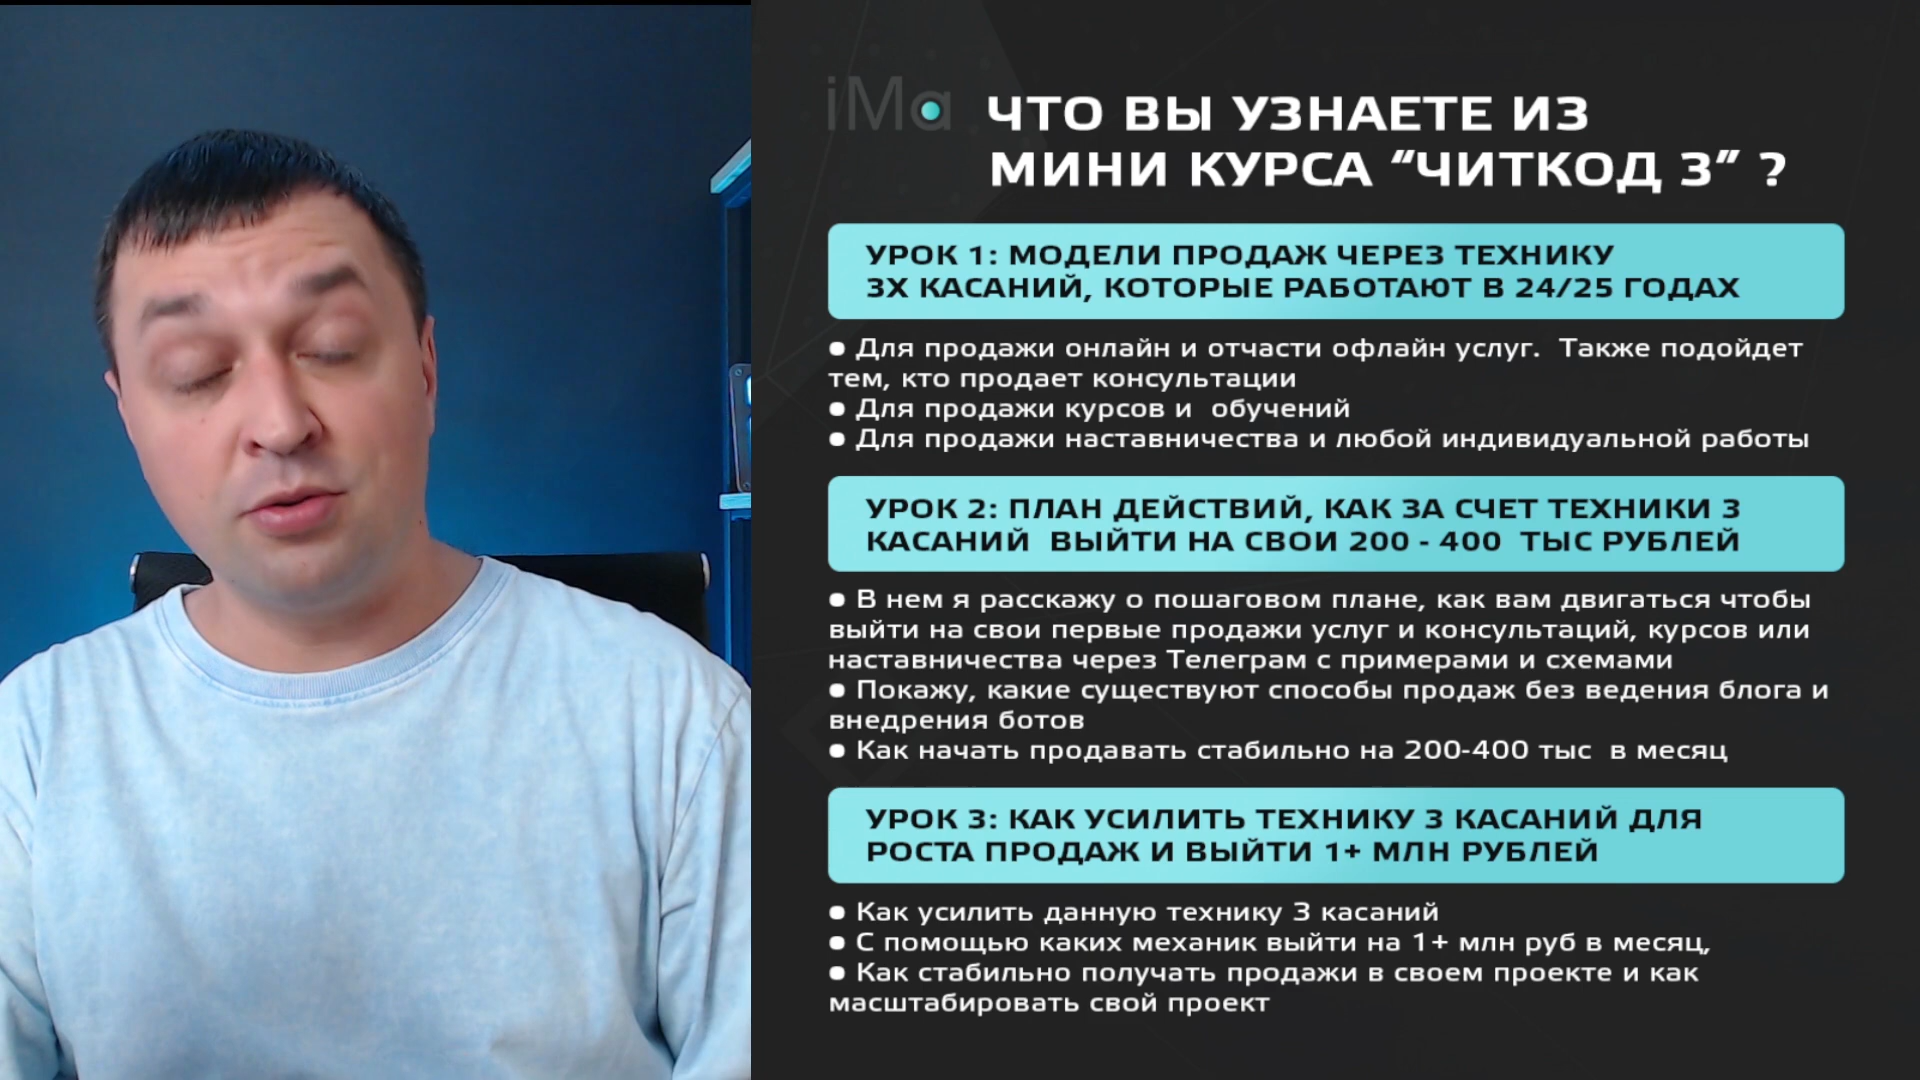 iMa
ЧТО ВЫ УЗНАЕТЕ ИЗ
МИНИ КУРСА “ЧИТКОД 3” ?
УРОК 1: МОДЕЛИ ПРОДАЖ ЧЕРЕЗ ТЕХНИКУ
3Х КАСАНИЙ, КОТОРЫЕ РАБОТАЮТ В 24/25 ГОДАХ
● Для продажи онлайн и отчасти офлайн услуг. Также подойдет
тем, кто продает консультации
● Для продажи курсов и обучений
● Для продажи наставничества и любой индивидуальной работы
УРОК 2: ПЛАН ДЕЙСТВИЙ, КАК ЗА СЧЕТ ТЕХНИКИ 3
КАСАНИЙ ВЫЙТИ НА СВОИ 200 - 400 ТЫС РУБЛЕЙ
● В нем я расскажу о пошаговом плане, как вам двигаться чтобы
выйти на свои первые продажи услуг и консультаций, курсов или
наставничества через Телеграм с примерами и схемами
● Покажу, какие существуют способы продаж без ведения блога и
внедрения ботов
● Как начать продавать стабильно на 200-400 тыс в месяц
УРОК 3: КАК УСИЛИТЬ ТЕХНИКУ 3 КАСАНИЙ ДЛЯ
РОСТА ПРОДАЖ И ВЫЙТИ 1+ МЛН РУБЛЕЙ
● Как усилить данную технику 3 касаний
● С помощью каких механик выйти на 1+ млн руб в месяц,
● Как стабильно получать продажи в своем проекте и как
масштабировать свой проект